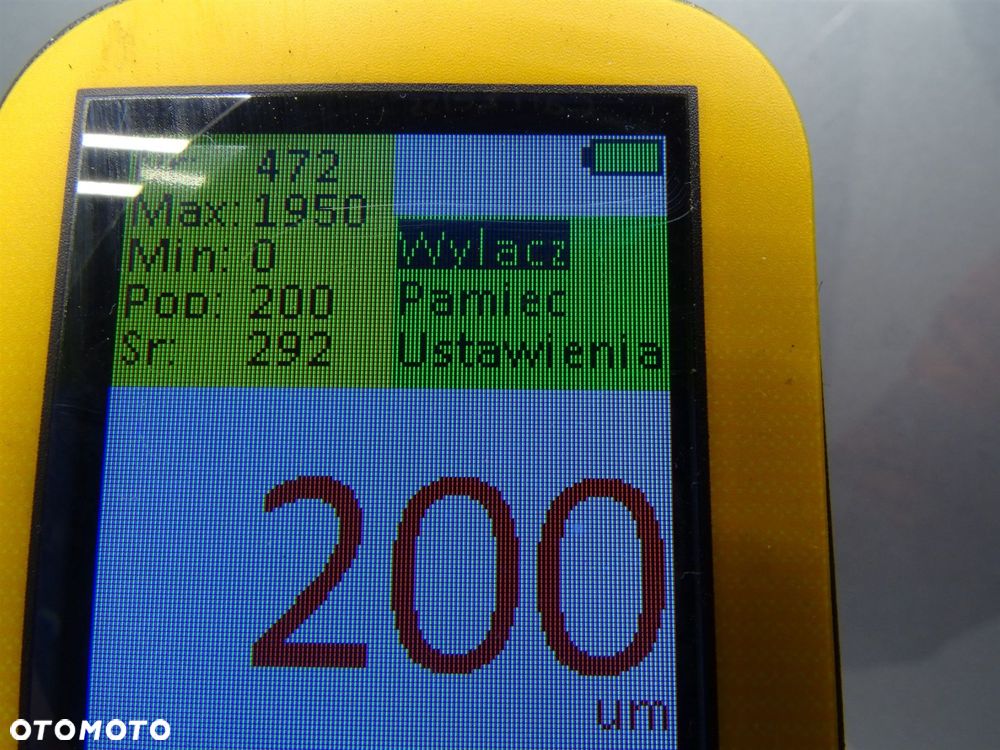 472
Max: 1950
Min: 0
Pop: 200
Sr: 292
Wylacz
Pamiec
Ustawienia
200
um
OTOMOTO